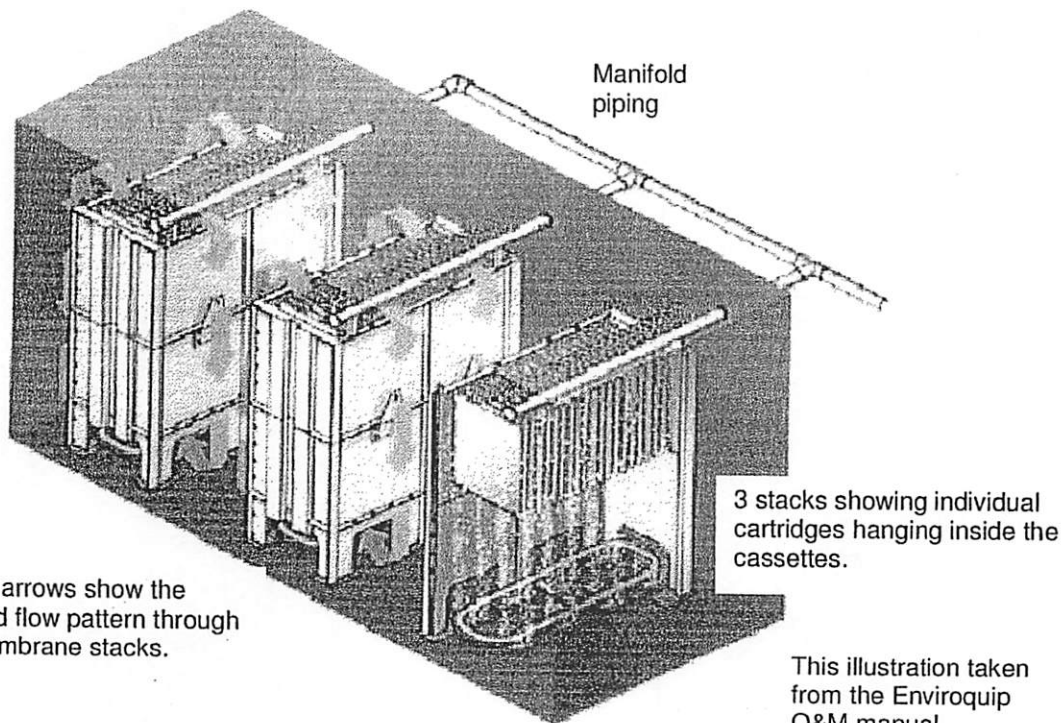 Manifold
piping
3 stacks showing individual
cartridges hanging inside the
cassettes.
arrows show the
flow pattern through
stacks.
This illustration taken
from the Enviroquip
O&M manual